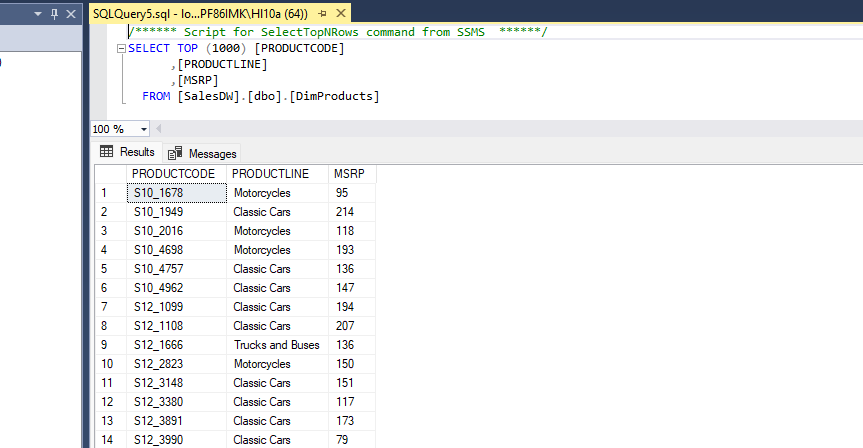 SQLQuery5.sql - lo...PF86IMK\HI10a (64))
/****** Script for SelectTopNRows command from SSMS  ******/
SELECT TOP (1000) [PRODUCTCODE]
      ,[PRODUCTLINE]
      ,[MSRP]
  FROM [SalesDW].[dbo].[DimProducts]
100 %
Results Messages
PRODUCTCODE PRODUCTLINE MSRP
1 S10_1678 Motorcycles 95
2 S10_1949 Classic Cars 214
3 S10_2016 Motorcycles 118
4 S10_4698 Motorcycles 193
5 S10_4757 Classic Cars 136
6 S10_4962 Classic Cars 147
7 S12_1099 Classic Cars 194
8 S12_1108 Classic Cars 207
9 S12_1666 Trucks and Buses 136
10 S12_2823 Motorcycles 150
11 S12_3148 Classic Cars 151
12 S12_3380 Classic Cars 117
13 S12_3891 Classic Cars 173
14 S12_3990 Classic Cars 79